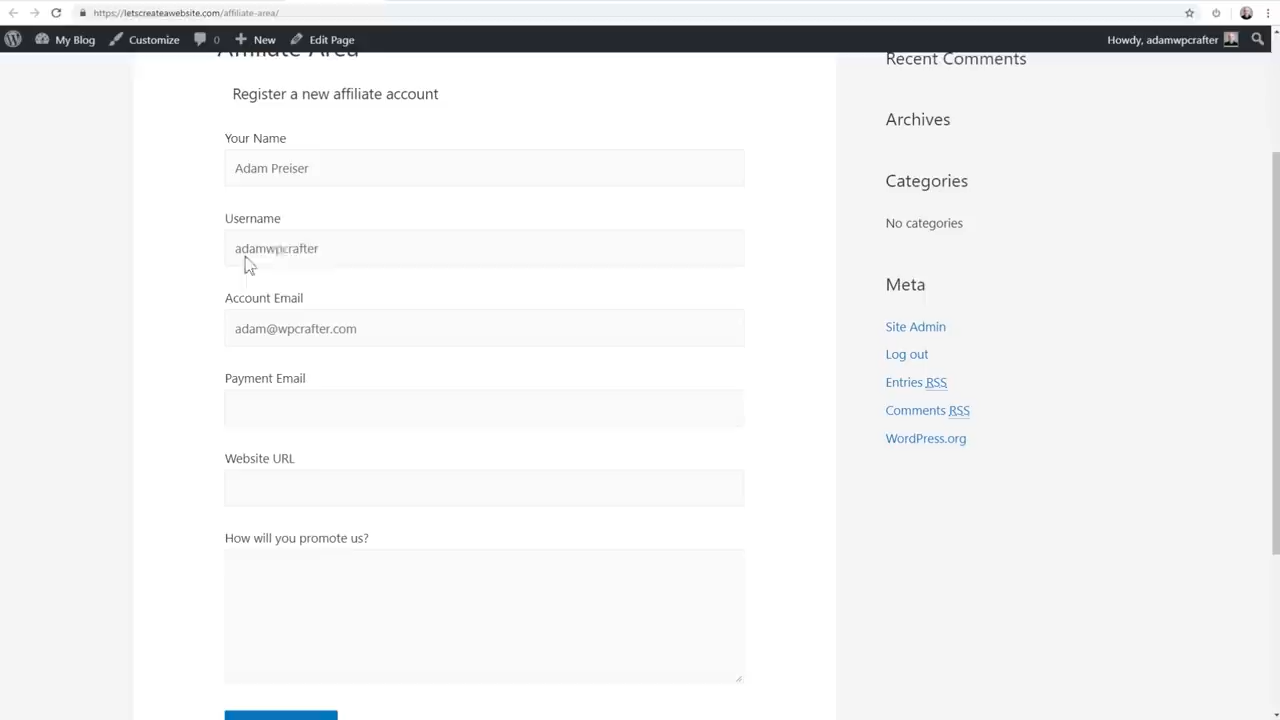 https://letscreateawebsite.com/affiliate-area/
My Blog Customize 0 New Edit Page Howdy, adamwpcrafter
Affiliate Area
Register a new affiliate account
Your Name
Adam Preiser
Username
adamwpcrafter
Account Email
adam@wpcrafter.com
Payment Email
Website URL
How will you promote us?
Recent Comments
Archives
Categories
No categories
Meta
Site Admin
Log out
Entries RSS
Comments RSS
WordPress.org